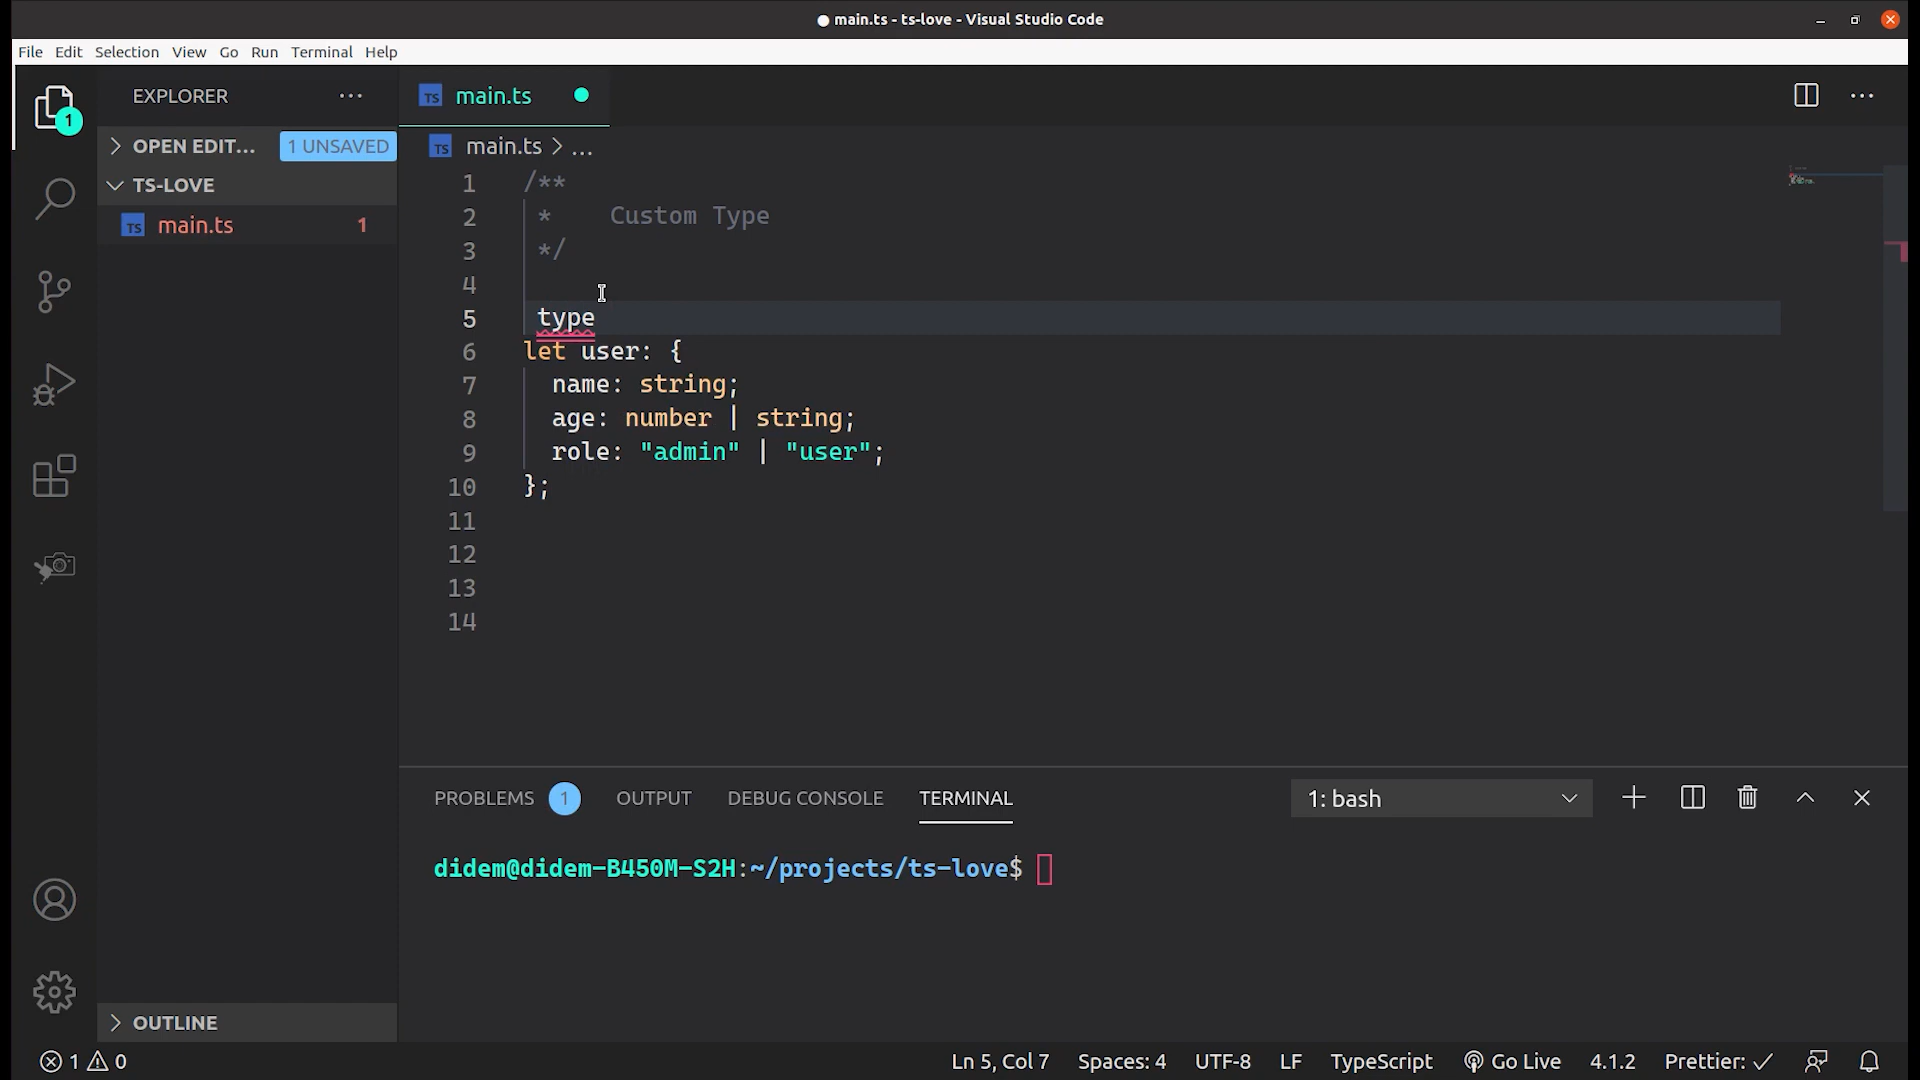 main.ts - ts-love - Visual Studio Code
File Edit Selection View Go Run Terminal Help
EXPLORER
OPEN EDIT... 1 UNSAVED
TS-LOVE
TS main.ts 1
TS main.ts
TS main.ts > ...
1 /**
2 * Custom Type
3 */
4
5 type
6 let user: {
7 name: string;
8 age: number | string;
9 role: "admin" | "user";
10 };
11
12
13
14
PROBLEMS 1 OUTPUT DEBUG CONSOLE TERMINAL 1: bash
didem@didem-B450M-S2H:~/projects/ts-love$
1
OUTLINE
1 0 Ln 5, Col 7 Spaces: 4 UTF-8 LF TypeScript Go Live 4.1.2 Prettier: ✓